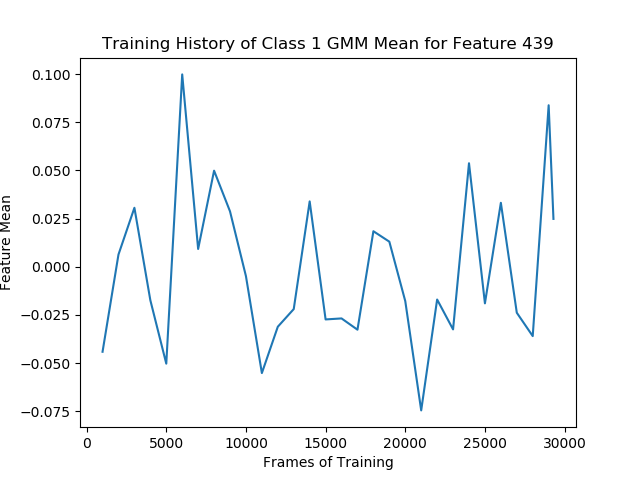 Training History of Class 1 GMM Mean for Feature 439
Feature Mean
0.100
0.075
0.050
0.025
0.000
−0.025
−0.050
−0.075
0 5000 10000 15000 20000 25000 30000
Frames of Training